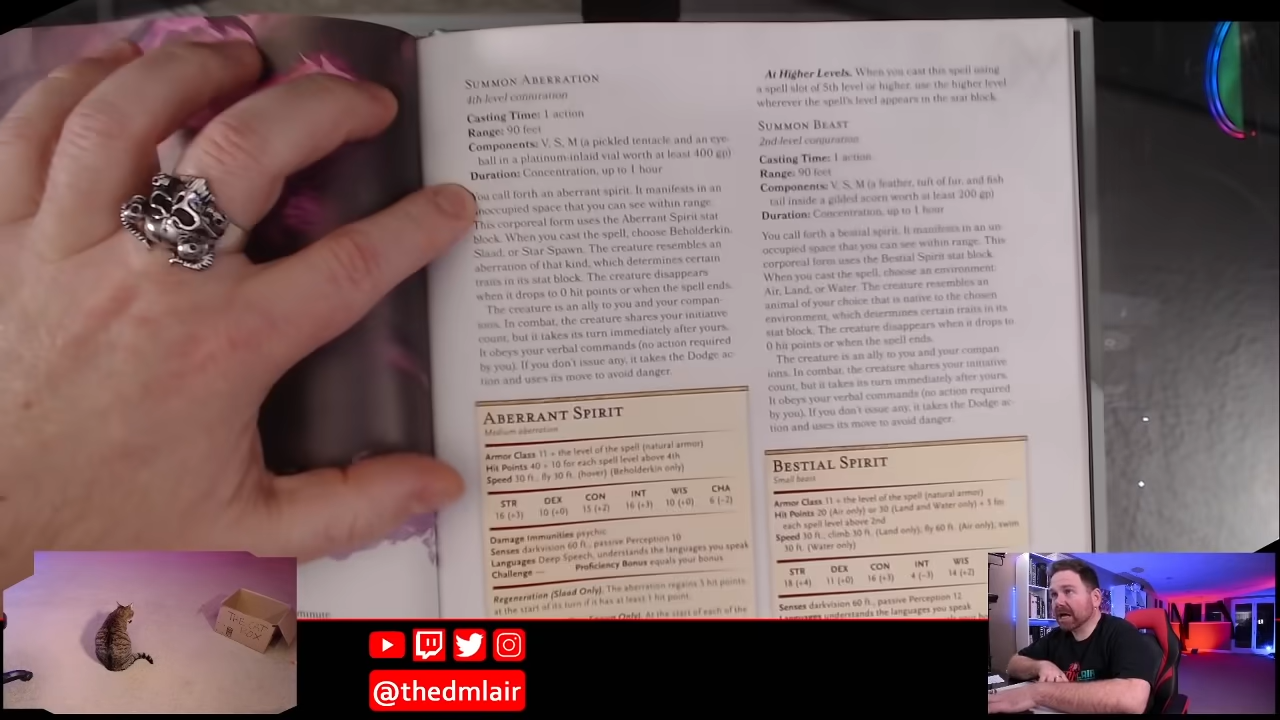 SUMMON ABERRATION
4th-level conjuration
Casting Time: 1 action
Range: 90 feet
Components: V, S, M (a pickled tentacle and an eye-
ball in a platinum-inlaid vial worth at least 400 gp)
Duration: Concentration, up to 1 hour
You call forth an aberrant spirit. It manifests in an
unoccupied space that you can see within range.
This corporeal form uses the Aberrant Spirit stat
block. When you cast the spell, choose Beholderkin,
Slaad, or Star Spawn. The creature resembles an
aberration of that kind, which determines certain
traits in its stat block. The creature disappears
when it drops to 0 hit points or when the spell ends.
The creature is an ally to you and your compan-
ions. In combat, the creature shares your initiative
count, but it takes its turn immediately after yours.
It obeys your verbal commands (no action required
by you). If you don't issue any, it takes the Dodge ac-
tion and uses its move to avoid danger.
ABERRANT SPIRIT
Medium aberration
Armor Class 11 + the level of the spell (natural armor)
Hit Points 40 + 10 for each spell level above 4th
Speed 30 ft., fly 30 ft. (hover) (Beholderkin only)
STR DEX CON INT WIS CHA
16 (+3) 10 (+0) 15 (+2) 16 (+3) 10 (+0) 6 (-2)
Damage Immunities psychic
Senses darkvision 60 ft., passive Perception 10
Languages Deep Speech, understands the languages you speak
Challenge — Proficiency Bonus equals your bonus
Regeneration (Slaad Only). The aberration regains 5 hit points
at the start of its turn if it has at least 1 hit point.
Only). At the start of each of the
At Higher Levels. When you cast this spell using
a spell slot of 5th level or higher, use the higher level
wherever the spell's level appears in the stat block.
SUMMON BEAST
2nd-level conjuration
Casting Time: 1 action
Range: 90 feet
Components: V, S, M (a feather, tuft of fur, and fish
tail inside a gilded acorn worth at least 200 gp)
Duration: Concentration, up to 1 hour
You call forth a bestial spirit. It manifests in an un-
occupied space that you can see within range. This
corporeal form uses the Bestial Spirit stat block.
When you cast the spell, choose an environment:
Air, Land, or Water. The creature resembles an
animal of your choice that is native to the chosen
environment, which determines certain traits in its
stat block. The creature disappears when it drops to
0 hit points or when the spell ends.
The creature is an ally to you and your compan-
ions. In combat, the creature shares your initiative
count, but it takes its turn immediately after yours.
It obeys your verbal commands (no action required
by you). If you don't issue any, it takes the Dodge ac-
tion and uses its move to avoid danger.
BESTIAL SPIRIT
Small beast
Armor Class 11 + the level of the spell (natural armor)
Hit Points 20 (Air only) or 30 (Land and Water only) + 5 for
each spell level above 2nd
Speed 30 ft., climb 30 ft. (Land only), fly 60 ft. (Air only), swim
30 ft. (Water only)
STR DEX CON INT WIS
18 (+4) 11 (+0) 16 (+3) 4 (-3) 14 (+2)
Senses darkvision 60 ft., passive Perception 12
understands the languages you speak
THE CAT
BOX
@thedmlair